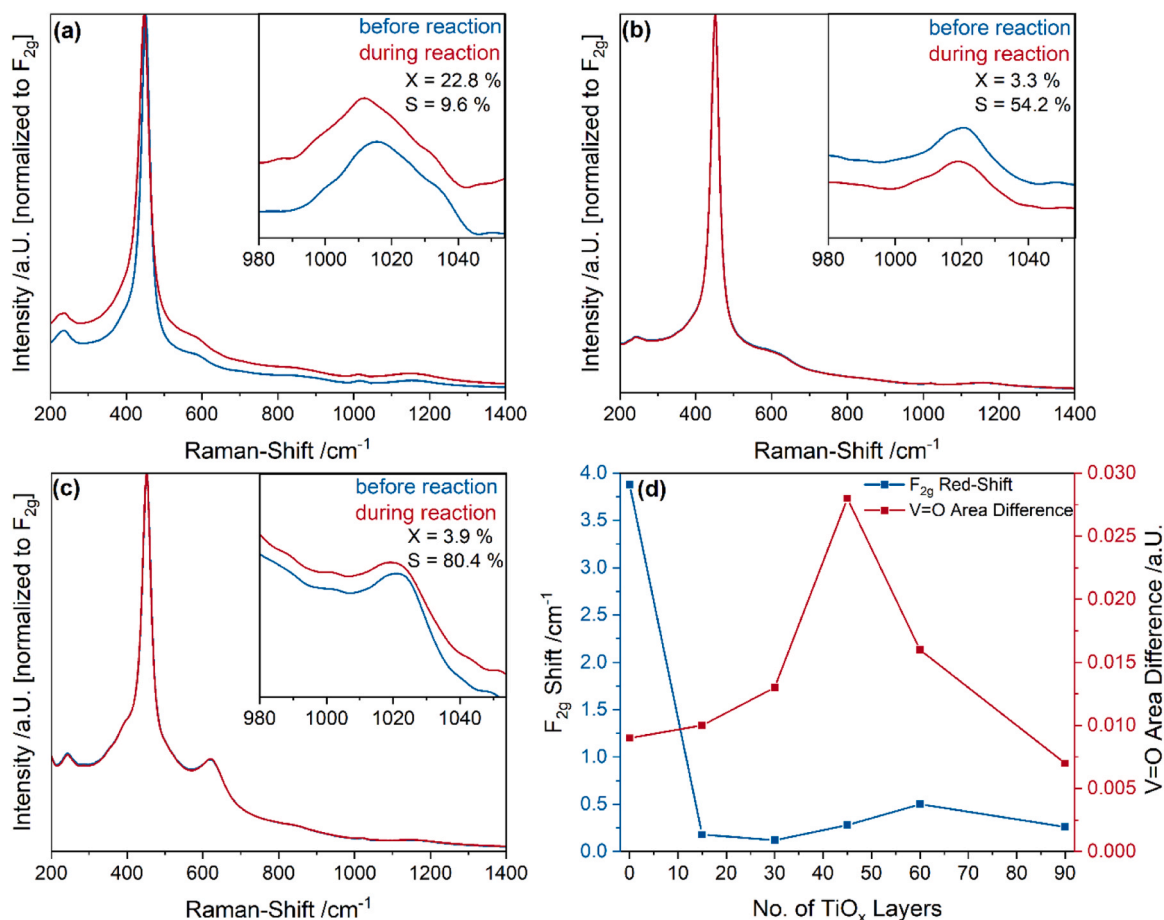 (a)
before reaction
during reaction
X = 22.8 %
S = 9.6 %
980 1000 1020 1040
Intensity /a.U. [normalized to F2g]
200 400 600 800 1000 1200 1400
Raman-Shift /cm-1
(b)
before reaction
during reaction
X = 3.3 %
S = 54.2 %
980 1000 1020 1040
Intensity /a.U. [normalized to F2g]
200 400 600 800 1000 1200 1400
Raman-Shift /cm-1
(c)
before reaction
during reaction
X = 3.9 %
S = 80.4 %
980 1000 1020 1040
Intensity /a.U. [normalized to F2g]
200 400 600 800 1000 1200 1400
Raman-Shift /cm-1
(d)
F2g Red-Shift
V=O Area Difference
4.0
3.5
3.0
2.5
2.0
1.5
1.0
0.5
0.0
F2g Shift /cm-1
0.030
0.025
0.020
0.015
0.010
0.005
0.000
V=O Area Difference /a.U.
0 10 20 30 40 50 60 70 80 90
No. of TiOx Layers